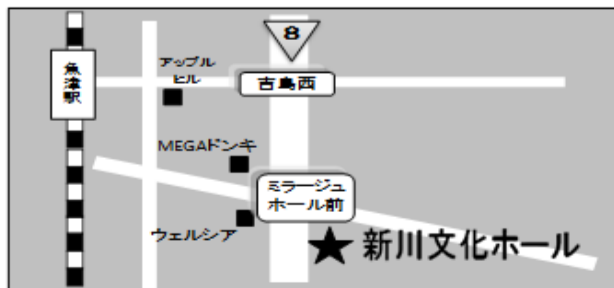 8
アップル
ヒル
魚津駅
吉島西
MEGAドンキ
ミラージュ
ホール前
ウェルシア
新川文化ホール